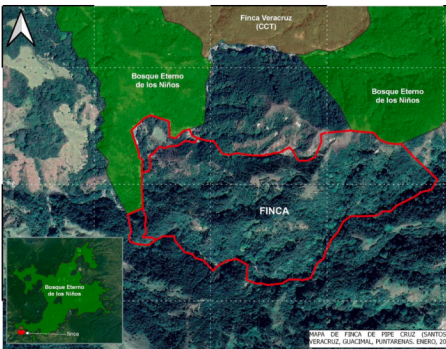 Finca Veracruz
(CCT)
Bosque Eterno
de los Niños
Bosque Eterno
de los Niños
FINCA
Bosque Eterno
de los Niños
Finca
MAPA DE FINCA DE PIPE CRUZ (SANTOS
VERACRUZ, GUACIMAL, PUNTARENAS. ENERO, 20